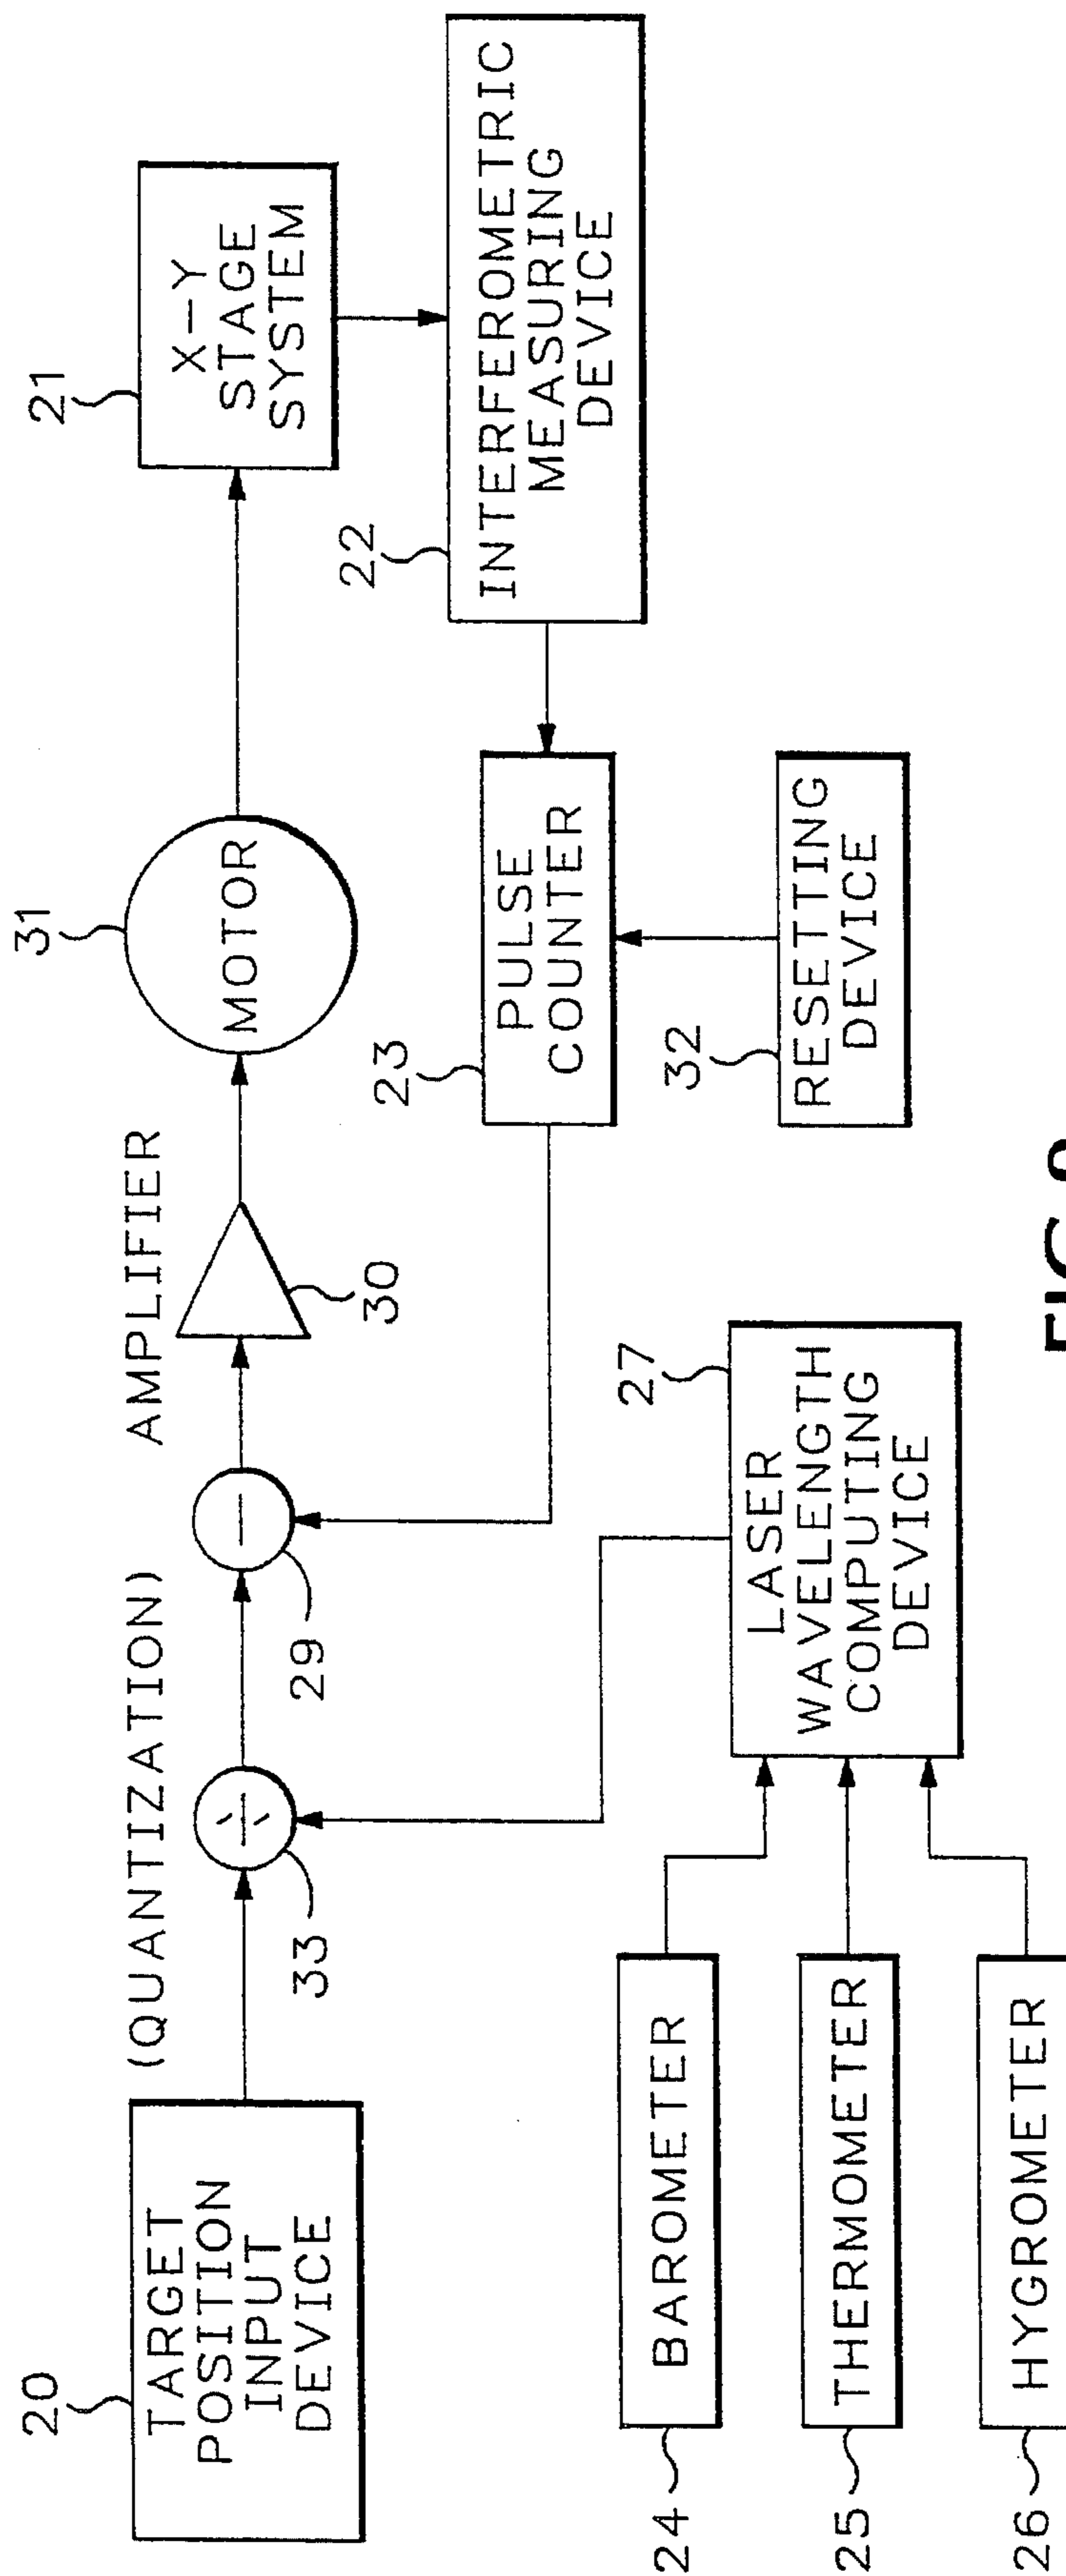 20
TARGET
POSITION
INPUT
DEVICE
(QUANTIZATION)
33
29
AMPLIFIER
30
31
MOTOR
21
X-Y
STAGE
SYSTEM
22
INTERFEROMETRIC
MEASURING
DEVICE
23
PULSE
COUNTER
32
RESETTING
DEVICE
27
LASER
WAVELENGTH
COMPUTING
DEVICE
24
BAROMETER
25
THERMOMETER
26
HYGROMETER